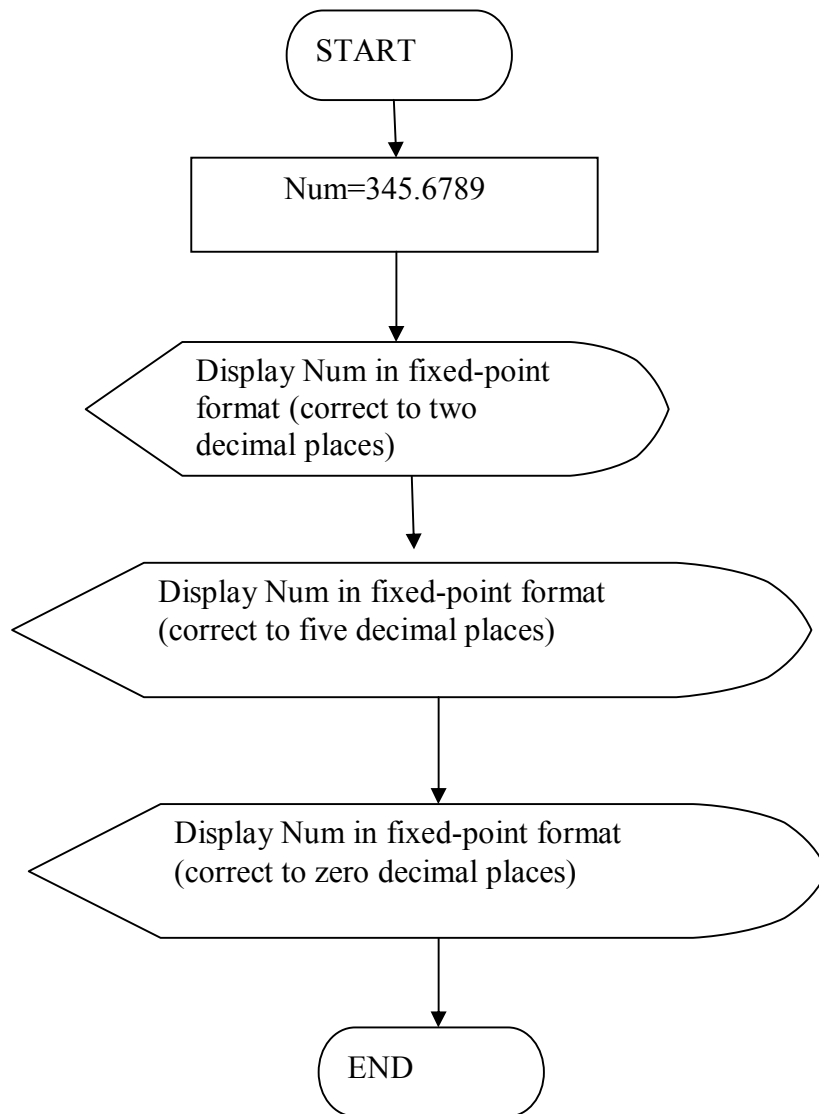 START
Num=345.6789
Display Num in fixed-point
format (correct to two
decimal places)
Display Num in fixed-point format
(correct to five decimal places)
Display Num in fixed-point format
(correct to zero decimal places)
END